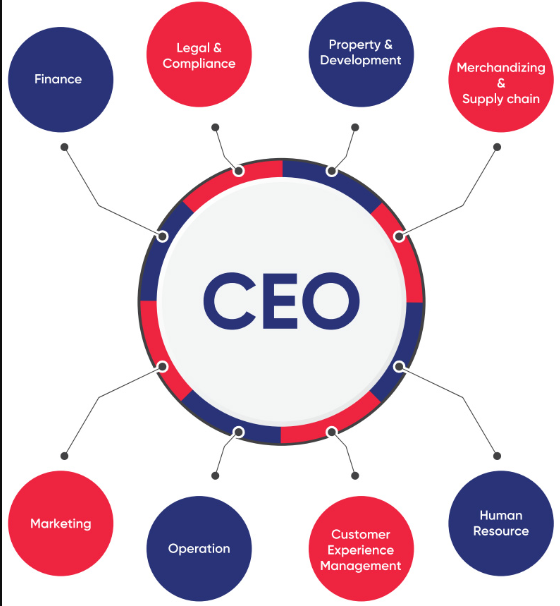 Finance
Legal &
Compliance
Property &
Development
Merchandizing
&
Supply chain
CEO
Marketing
Operation
Customer
Experience
Management
Human
Resource